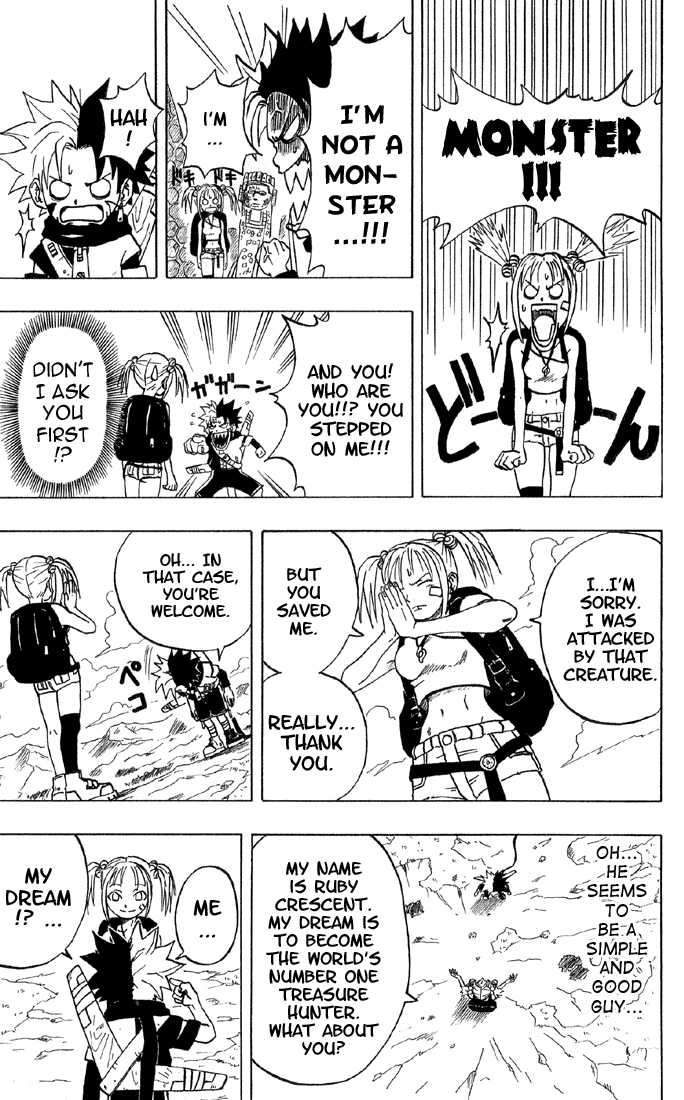 MONSTER
!!!
どーーん
I'M
NOT A
MON-
STER
...!!!
I'M
...
ドキ
ドキ
HAH
!
AND YOU!
WHO ARE
YOU!!? YOU
STEPPED
ON ME!!!
ガガーン
DIDN'T
I ASK
YOU
FIRST
!?
I...I'M
SORRY.
I WAS
ATTACKED
BY THAT
CREATURE.
BUT
YOU
SAVED
ME.
REALLY...
THANK
YOU.
OH... IN
THAT CASE,
YOU'RE
WELCOME.
ペコ
OH...
HE
SEEMS
TO
BE A
SIMPLE
AND
GOOD
GUY...
MY NAME
IS RUBY
CRESCENT.
MY DREAM IS
TO BECOME
THE WORLD'S
NUMBER ONE
TREASURE
HUNTER.
WHAT ABOUT
YOU?
ME ...
MY
DREAM
!? ...